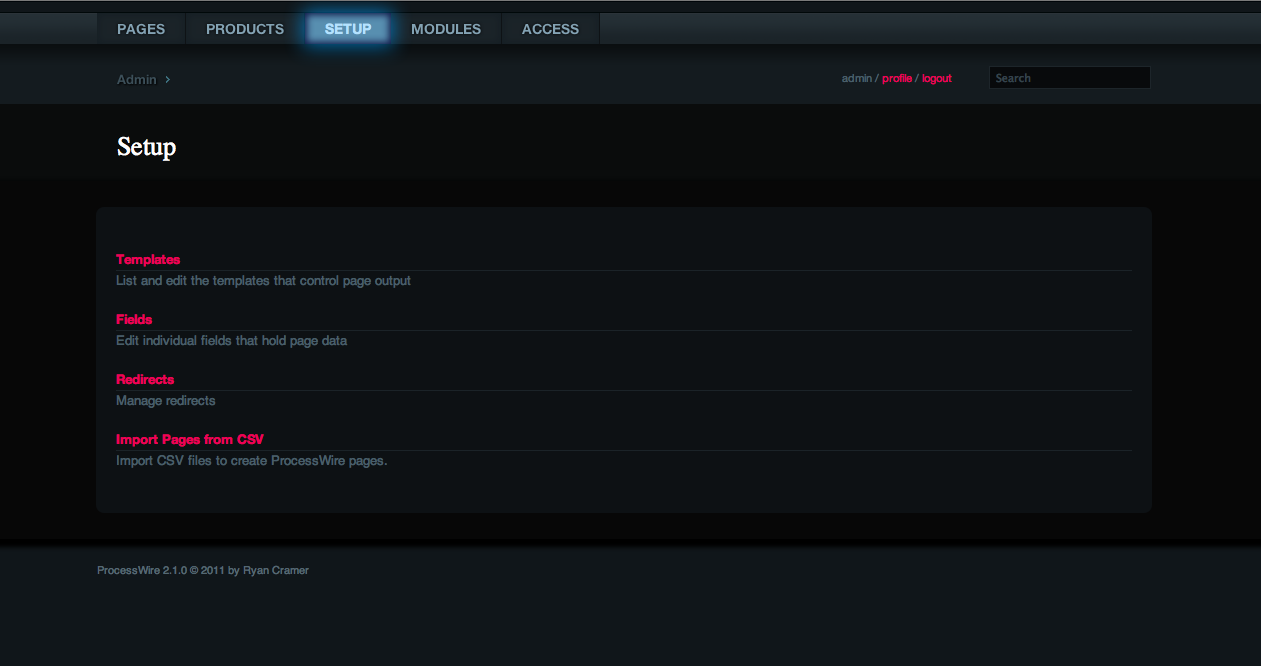 PAGES PRODUCTS SETUP MODULES ACCESS
Admin › admin / profile / logout Search
Setup
Templates
List and edit the templates that control page output
Fields
Edit individual fields that hold page data
Redirects
Manage redirects
Import Pages from CSV
Import CSV files to create ProcessWire pages.
ProcessWire 2.1.0 © 2011 by Ryan Cramer